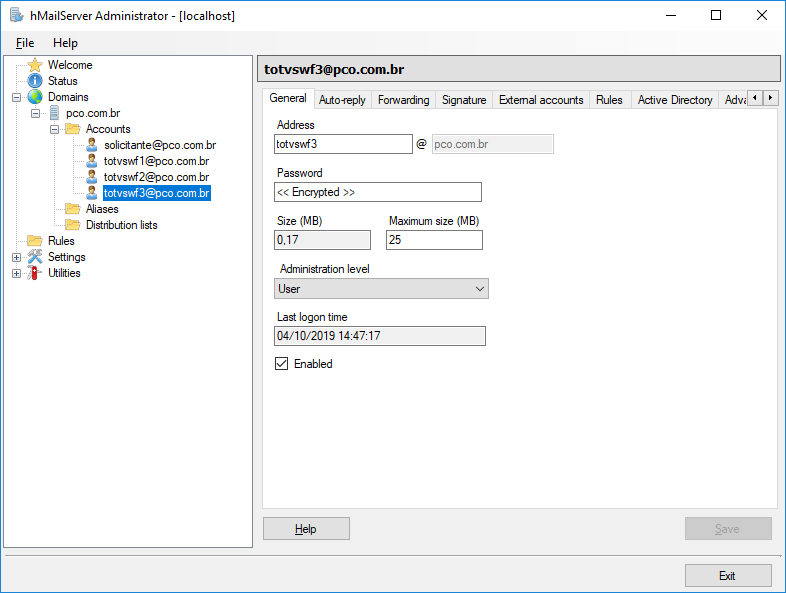 hMailServer Administrator - [localhost]
File Help
Welcome
Status
Domains
pco.com.br
Accounts
solicitante@pco.com.br
totvswf1@pco.com.br
totvswf2@pco.com.br
totvswf3@pco.com.br
Aliases
Distribution lists
Rules
Settings
Utilities
totvswf3@pco.com.br
General Auto-reply Forwarding Signature External accounts Rules Active Directory Adva
Address
totvswf3 @ pco.com.br
Password
<< Encrypted >>
Size (MB) Maximum size (MB)
0,17 25
Administration level
User
Last logon time
04/10/2019 14:47:17
Enabled
Help Save
Exit